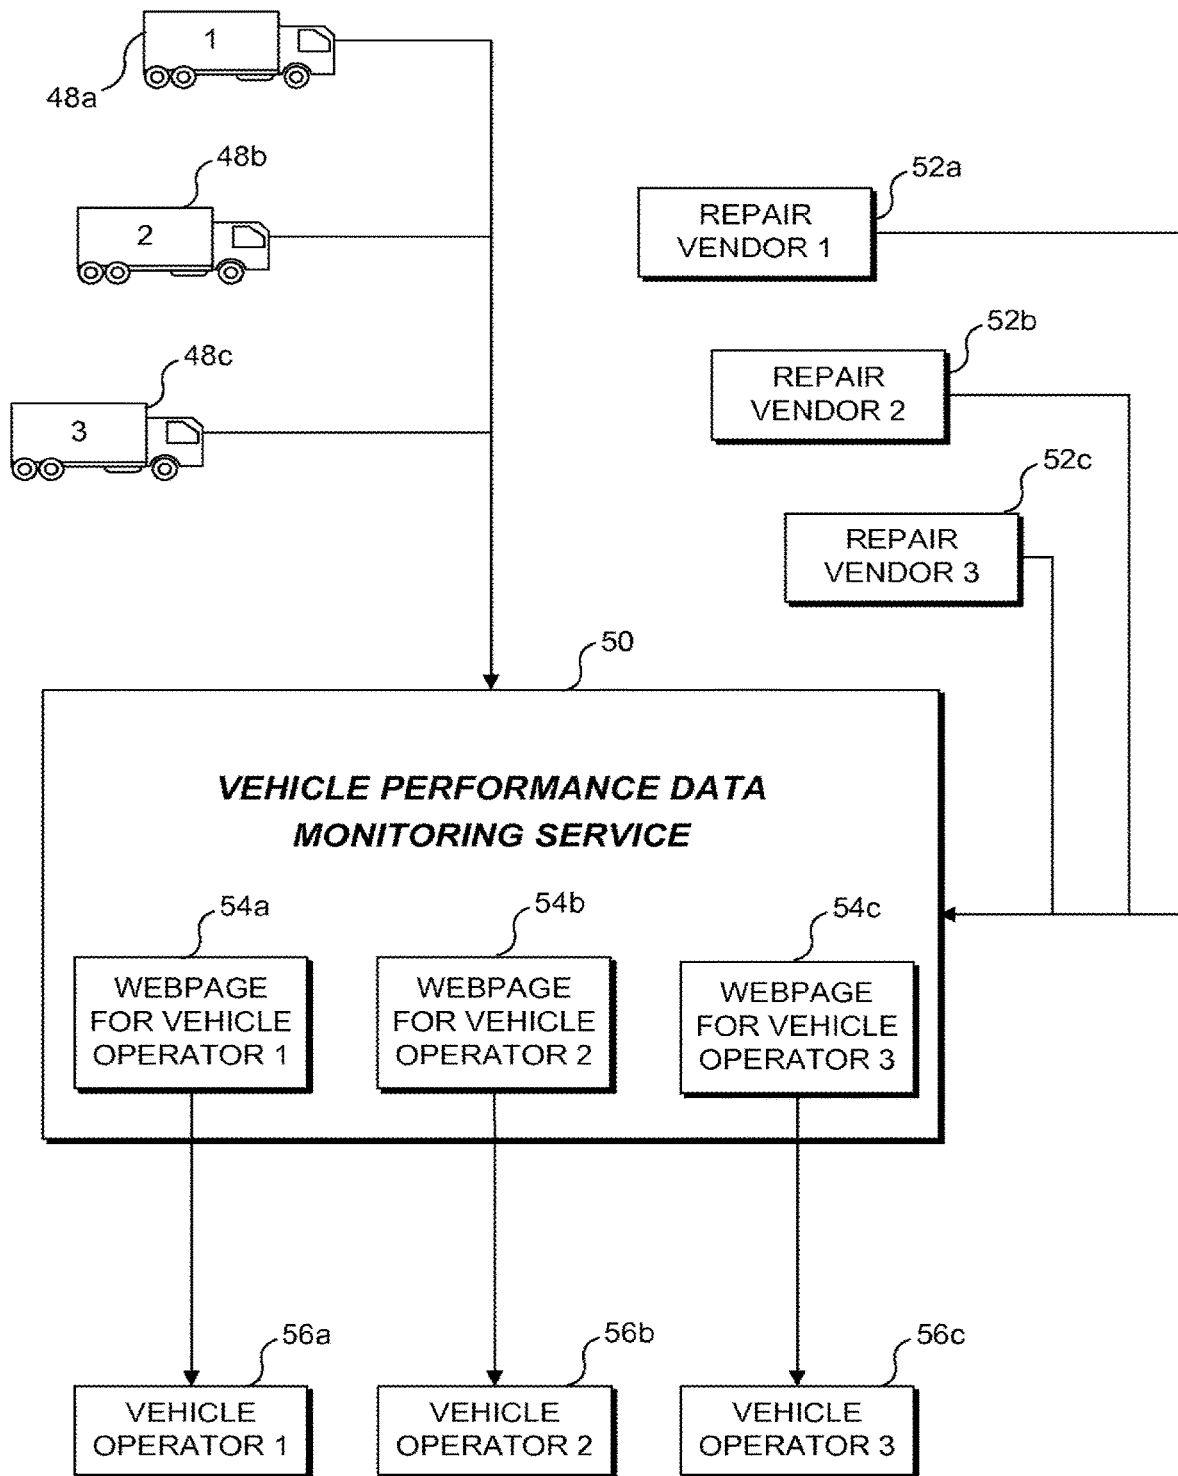 1
48a
48b
2
52a
REPAIR
VENDOR 1
48c
3
52b
REPAIR
VENDOR 2
52c
REPAIR
VENDOR 3
50
VEHICLE PERFORMANCE DATA
MONITORING SERVICE
54a
54b
54c
WEBPAGE
FOR VEHICLE
OPERATOR 1
WEBPAGE
FOR VEHICLE
OPERATOR 2
WEBPAGE
FOR VEHICLE
OPERATOR 3
56a
56b
56c
VEHICLE
OPERATOR 1
VEHICLE
OPERATOR 2
VEHICLE
OPERATOR 3